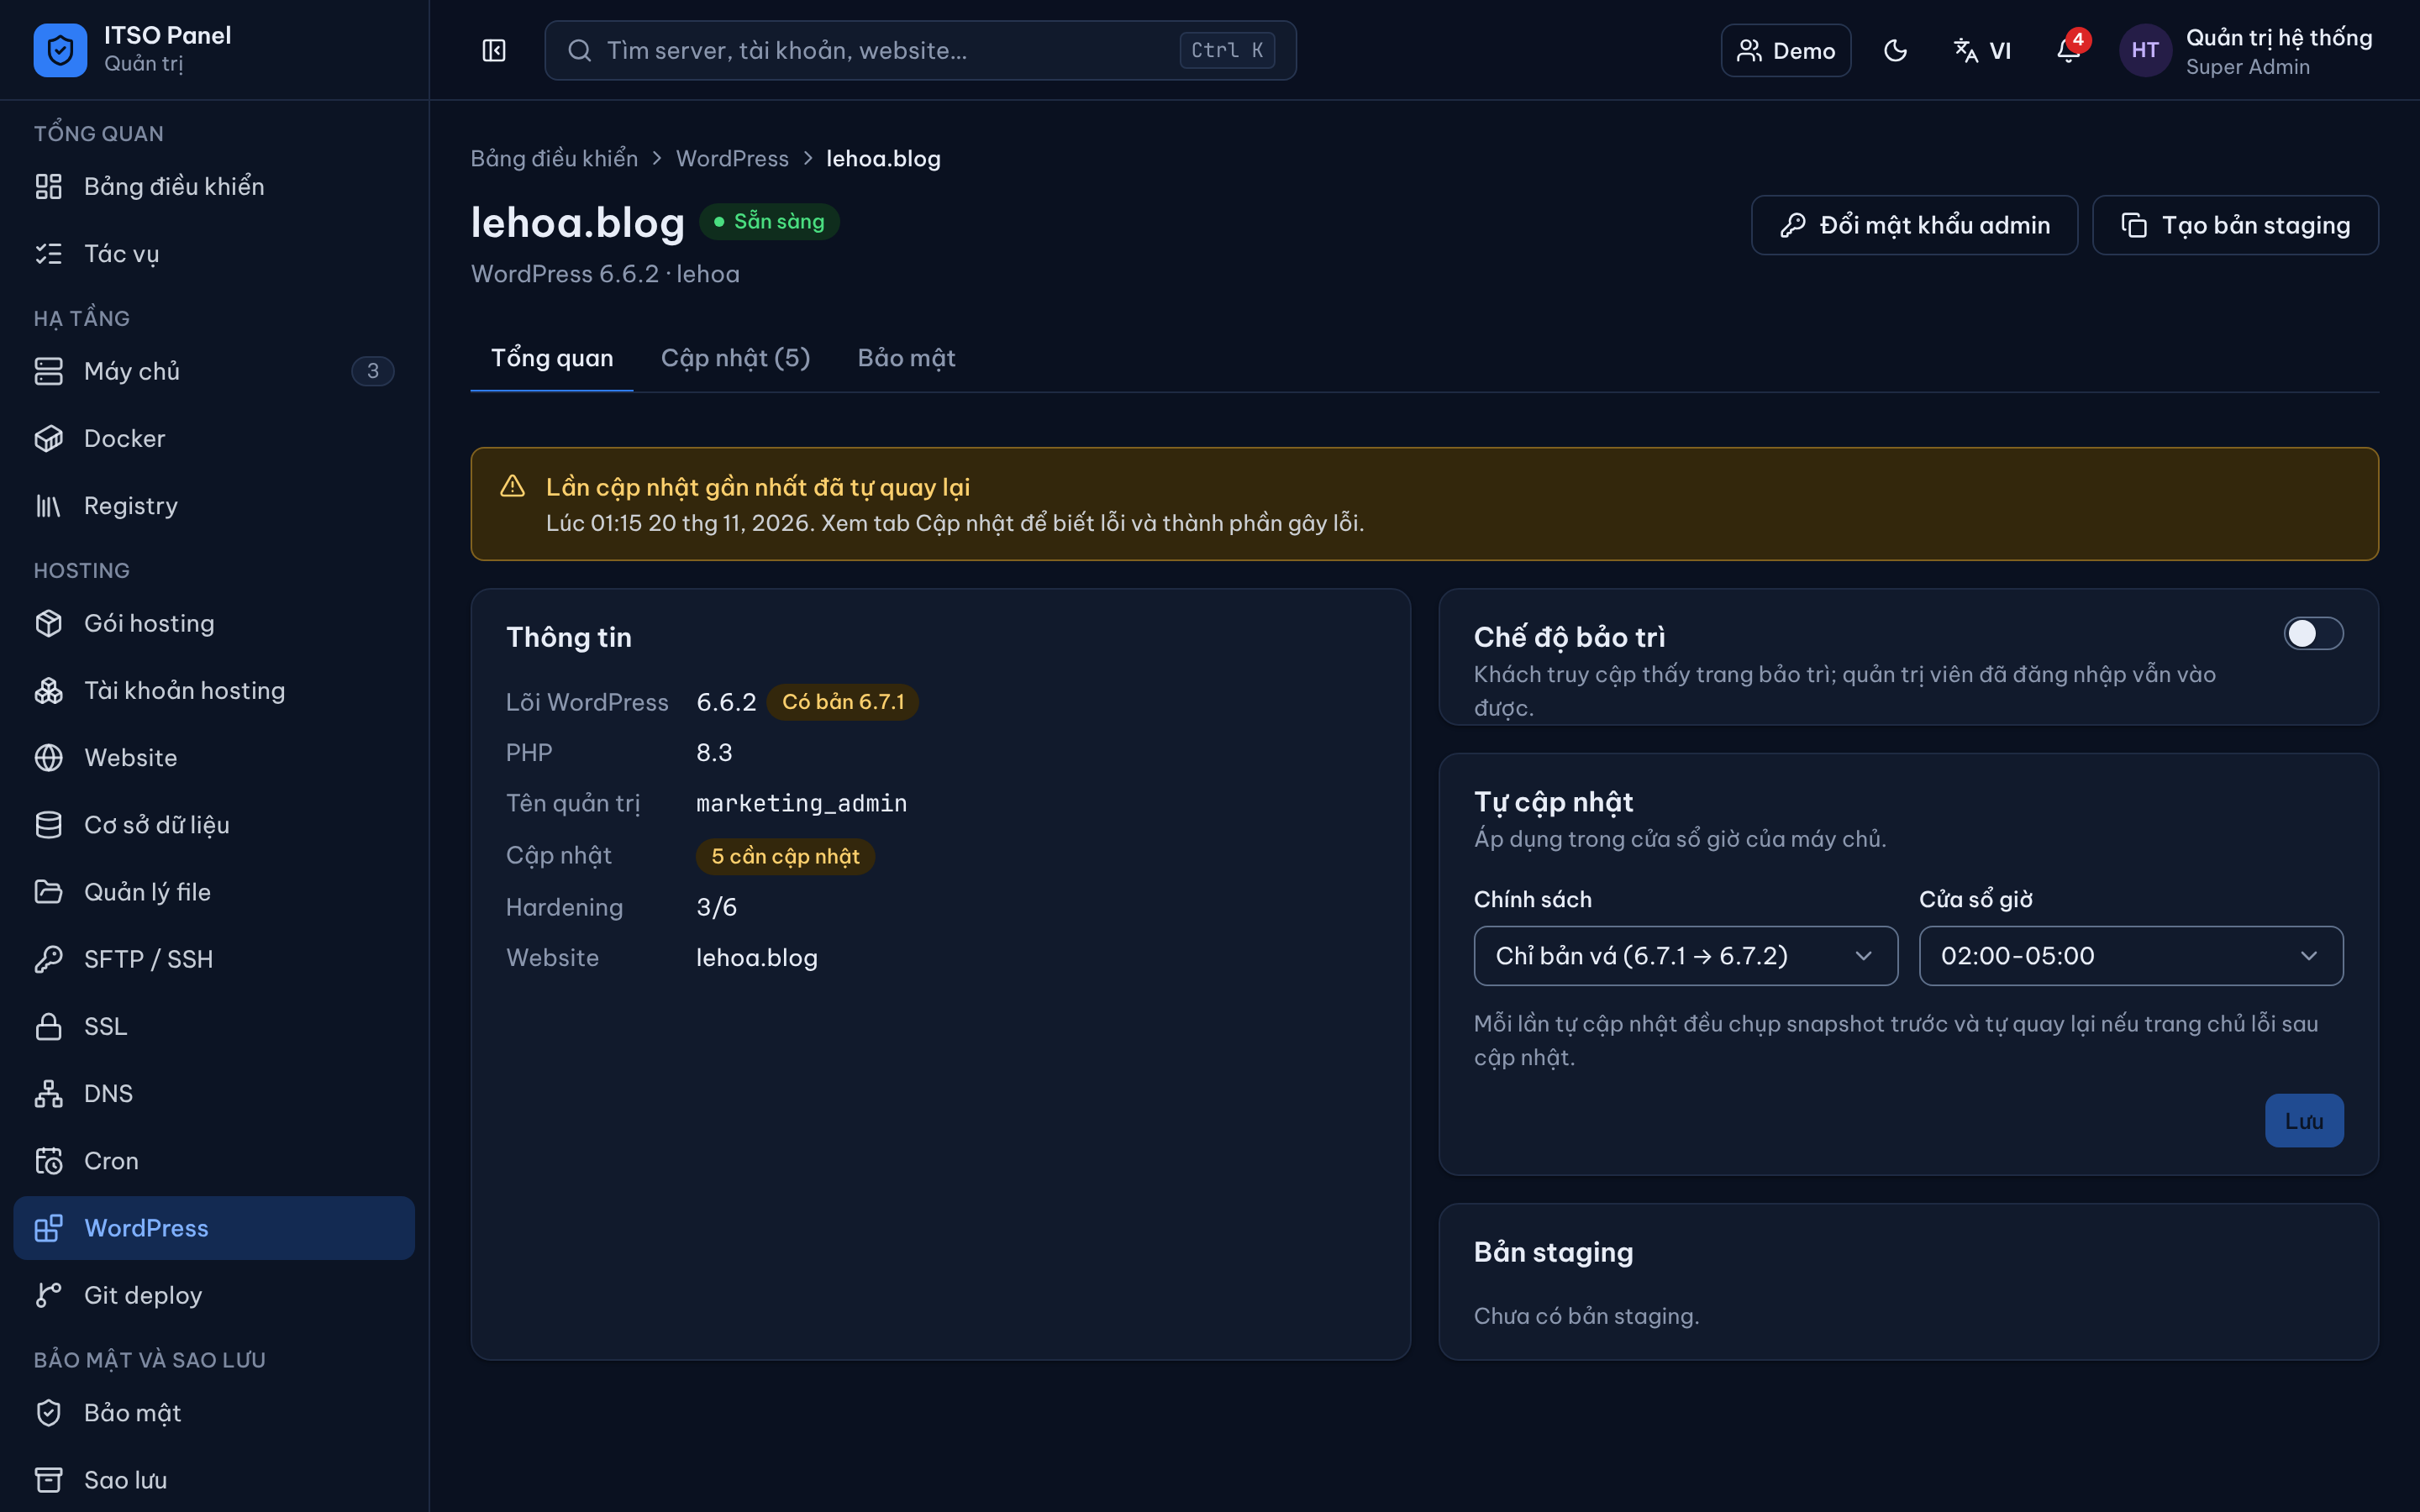 ITSO Panel
Quản trị
Tìm server, tài khoản, website...
Ctrl K
Demo
VI
4
HT
Quản trị hệ thống
Super Admin
TỔNG QUAN
Bảng điều khiển
Tác vụ
HẠ TẦNG
Máy chủ
3
Docker
Registry
HOSTING
Gói hosting
Tài khoản hosting
Website
Cơ sở dữ liệu
Quản lý file
SFTP / SSH
SSL
DNS
Cron
WordPress
Git deploy
BẢO MẬT VÀ SAO LƯU
Bảo mật
Sao lưu
Bảng điều khiển > WordPress > lehoa.blog
lehoa.blog
Sẵn sàng
WordPress 6.6.2 · lehoa
Đổi mật khẩu admin
Tạo bản staging
Tổng quan
Cập nhật (5)
Bảo mật
Lần cập nhật gần nhất đã tự quay lại
Lúc 01:15 20 thg 11, 2026. Xem tab Cập nhật để biết lỗi và thành phần gây lỗi.
Thông tin
Lõi WordPress 6.6.2 Có bản 6.7.1
PHP 8.3
Tên quản trị marketing_admin
Cập nhật 5 cần cập nhật
Hardening 3/6
Website lehoa.blog
Chế độ bảo trì
Khách truy cập thấy trang bảo trì; quản trị viên đã đăng nhập vẫn vào
được.
Tự cập nhật
Áp dụng trong cửa sổ giờ của máy chủ.
Chính sách
Cửa sổ giờ
Chỉ bản vá (6.7.1 → 6.7.2)
02:00-05:00
Mỗi lần tự cập nhật đều chụp snapshot trước và tự quay lại nếu trang chủ lỗi sau
cập nhật.
Lưu
Bản staging
Chưa có bản staging.